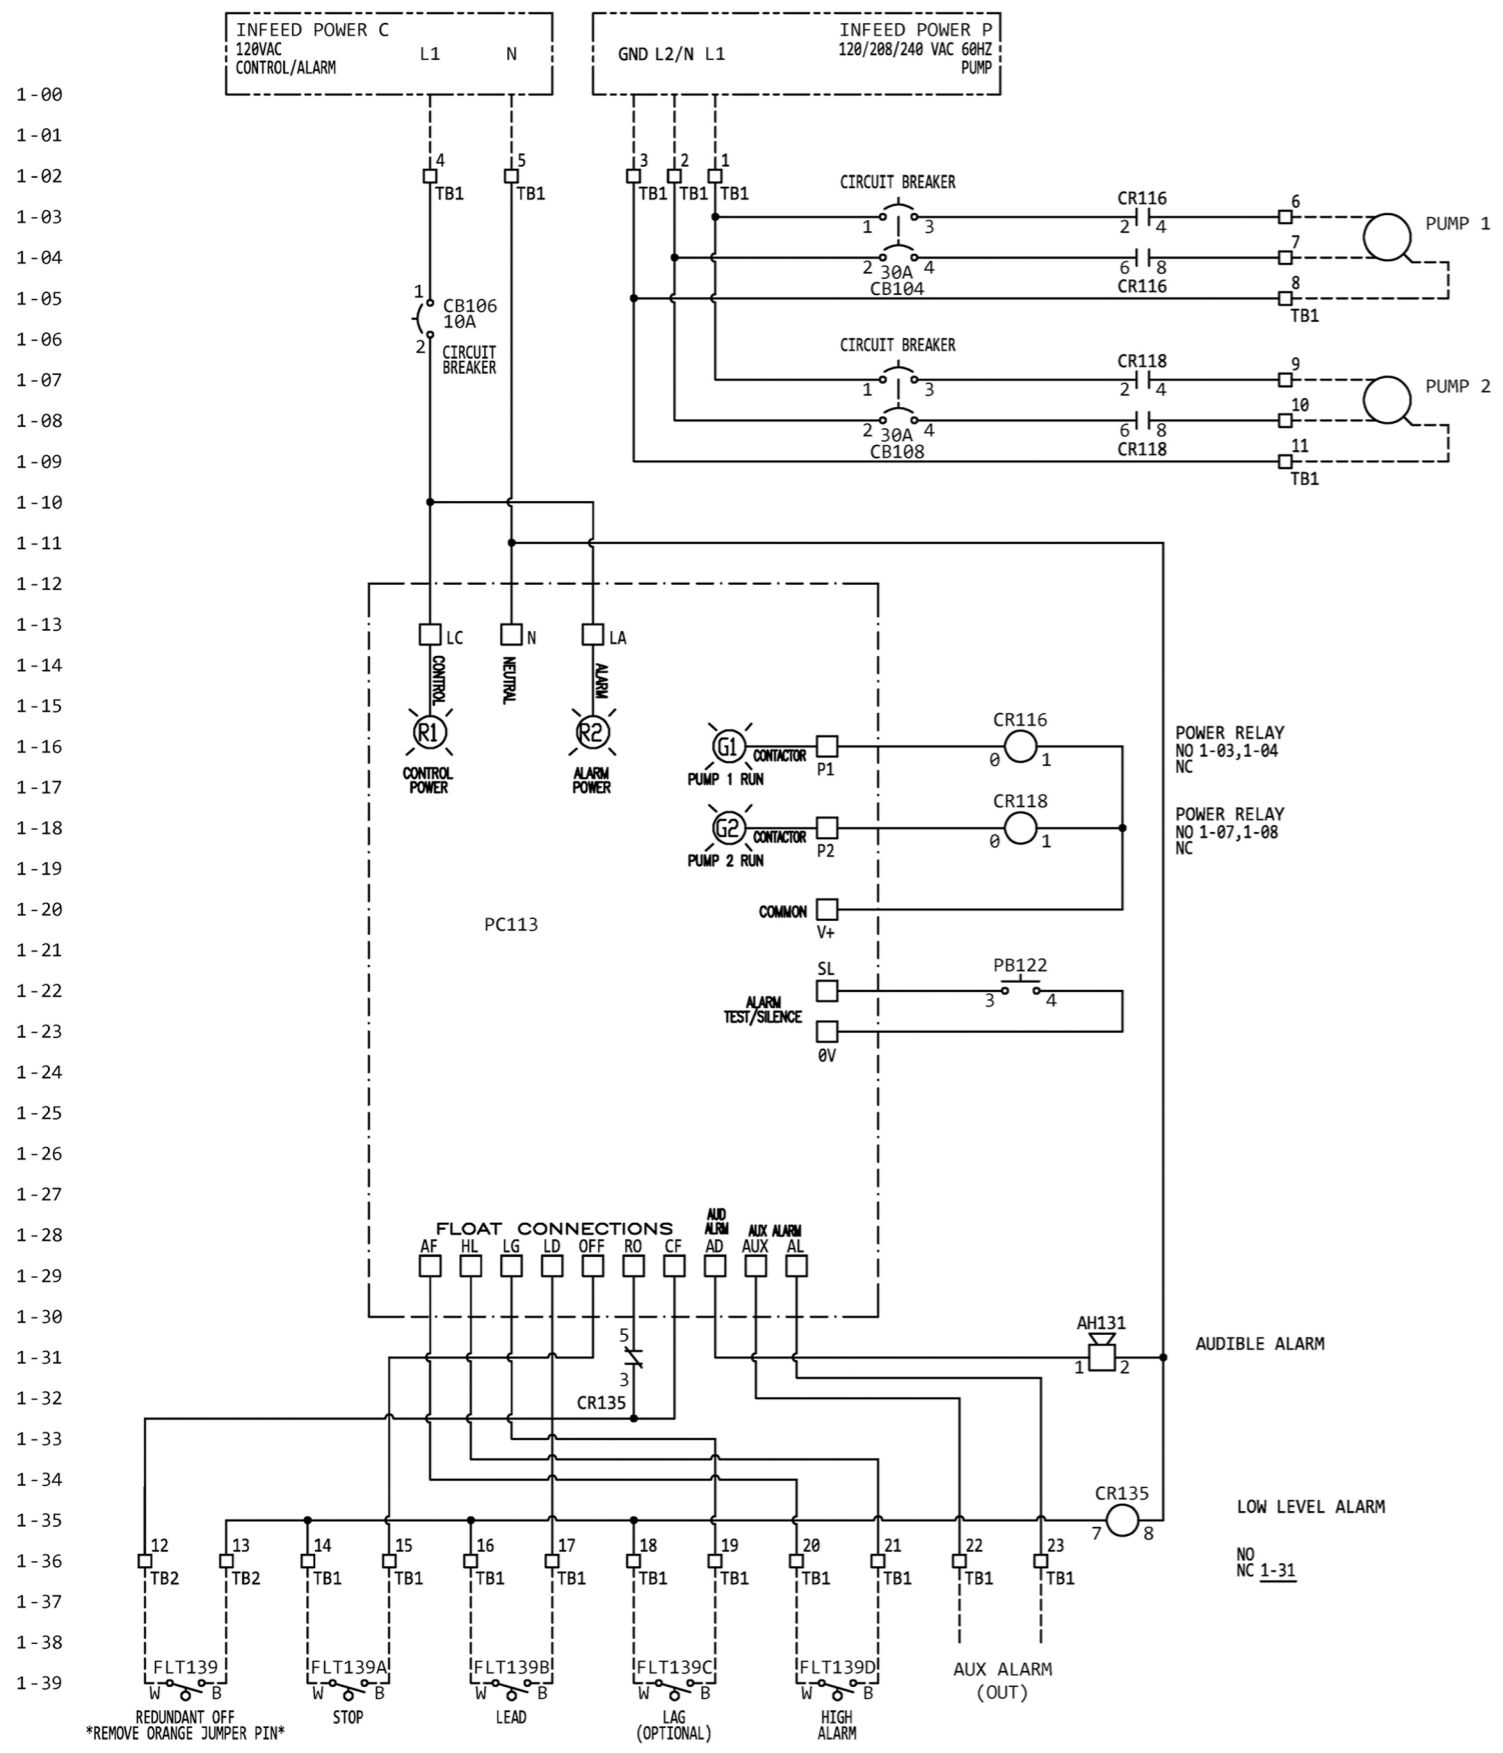 INFEED POWER C
120VAC
CONTROL/ALARM
L1
N
INFEED POWER P
120/208/240 VAC 60HZ
PUMP
GND L2/N L1
1-00
1-01
1-02
4
TB1
5
TB1
3
TB1
2
TB1
1
TB1
CIRCUIT BREAKER
1-03
1
3
CR116
2
4
6
PUMP 1
1-04
2
30A
4
CB104
6
8
CR116
7
1-05
8
TB1
1
CB106
10A
2
CIRCUIT
BREAKER
1-06
CIRCUIT BREAKER
1-07
1
3
CR118
2
4
9
PUMP 2
1-08
2
30A
4
CB108
6
8
CR118
10
1-09
11
TB1
1-10
1-11
1-12
1-13
LC
N
LA
1-14
CONTROL
NEUTRAL
ALARM
1-15
R1
R2
CONTROL
POWER
ALARM
POWER
1-16
G1
CONTACTOR
P1
PUMP 1 RUN
CR116
0
1
POWER RELAY
NO 1-03,1-04
NC
1-17
1-18
G2
CONTACTOR
P2
PUMP 2 RUN
CR118
0
1
POWER RELAY
NO 1-07,1-08
NC
1-19
1-20
PC113
COMMON
V+
1-21
1-22
SL
ALARM
TEST/SILENCE
PB122
3
4
1-23
0V
1-24
1-25
1-26
1-27
1-28
FLOAT CONNECTIONS
AUD
ALRM
AUX ALARM
AF
HL
LG
LD
OFF
RO
CF
AD
AUX
AL
1-29
1-30
1-31
5
3
CR135
AH131
1
2
AUDIBLE ALARM
1-32
1-33
1-34
1-35
CR135
7
8
LOW LEVEL ALARM
NO
NC 1-31
1-36
12
TB2
13
TB2
14
TB1
15
TB1
16
TB1
17
TB1
18
TB1
19
TB1
20
TB1
21
TB1
22
TB1
23
TB1
1-37
1-38
1-39
FLT139
W
B
REDUNDANT OFF
*REMOVE ORANGE JUMPER PIN*
FLT139A
W
B
STOP
FLT139B
W
B
LEAD
FLT139C
W
B
LAG
(OPTIONAL)
FLT139D
W
B
HIGH
ALARM
AUX ALARM
(OUT)